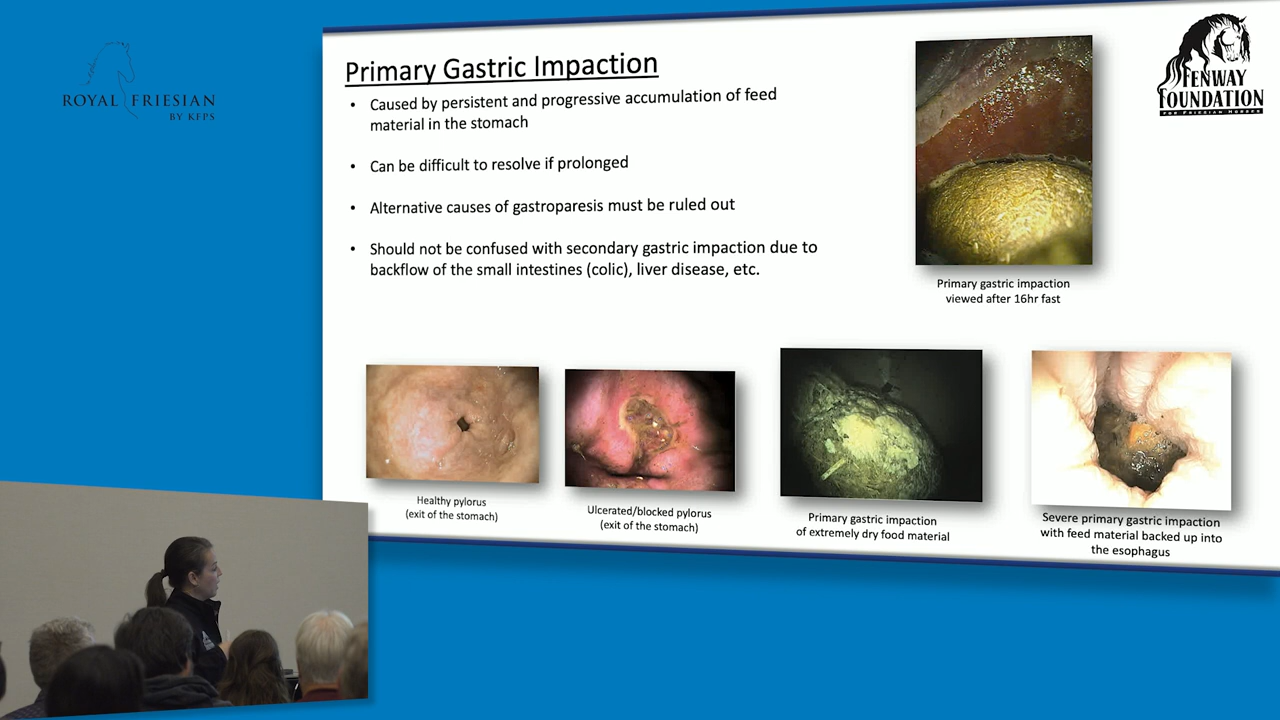 ROYAL FRIESIAN
BY KFPS
Primary Gastric Impaction
• Caused by persistent and progressive accumulation of feed
material in the stomach
• Can be difficult to resolve if prolonged
• Alternative causes of gastroparesis must be ruled out
• Should not be confused with secondary gastric impaction due to
backflow of the small intestines (colic), liver disease, etc.
FENWAY
FOUNDATION
FOR FRIESIAN HORSES
Primary gastric impaction
viewed after 16hr fast
Healthy pylorus
(exit of the stomach)
Ulcerated/blocked pylorus
(exit of the stomach)
Primary gastric impaction
of extremely dry food material
Severe primary gastric impaction
with feed material backed up into
the esophagus